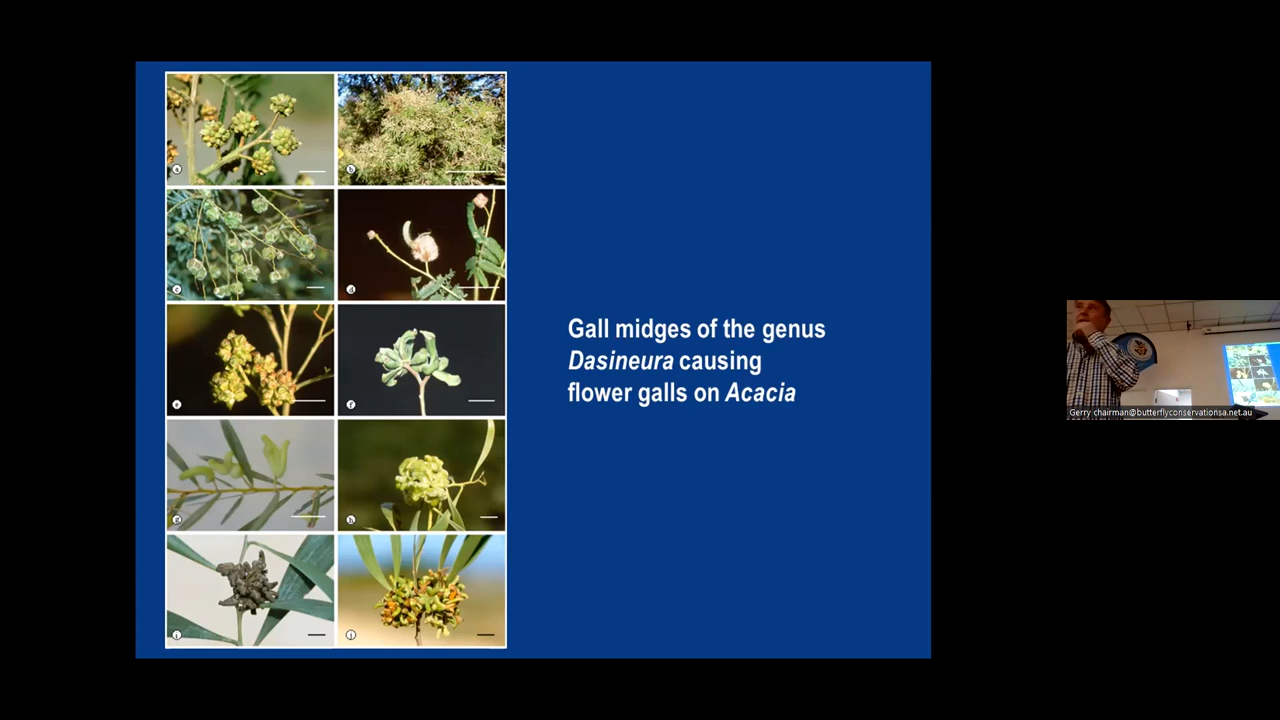 a
b
c
d
e
f
g
h
i
j
Gall midges of the genus
Dasineura causing
flower galls on Acacia
Gerry chairman@butterflyconservationsa.net.au